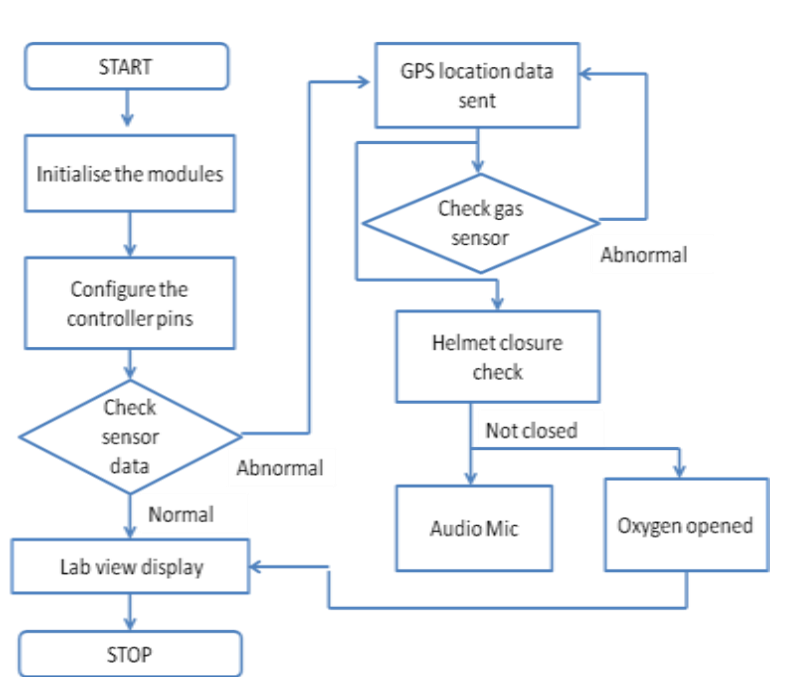 START
Initialise the modules
Configure the
controller pins
Check
sensor
data
Abnormal
Normal
Lab view display
STOP
GPS location data
sent
Check gas
sensor
Abnormal
Helmet closure
check
Not closed
Audio Mic
Oxygen opened